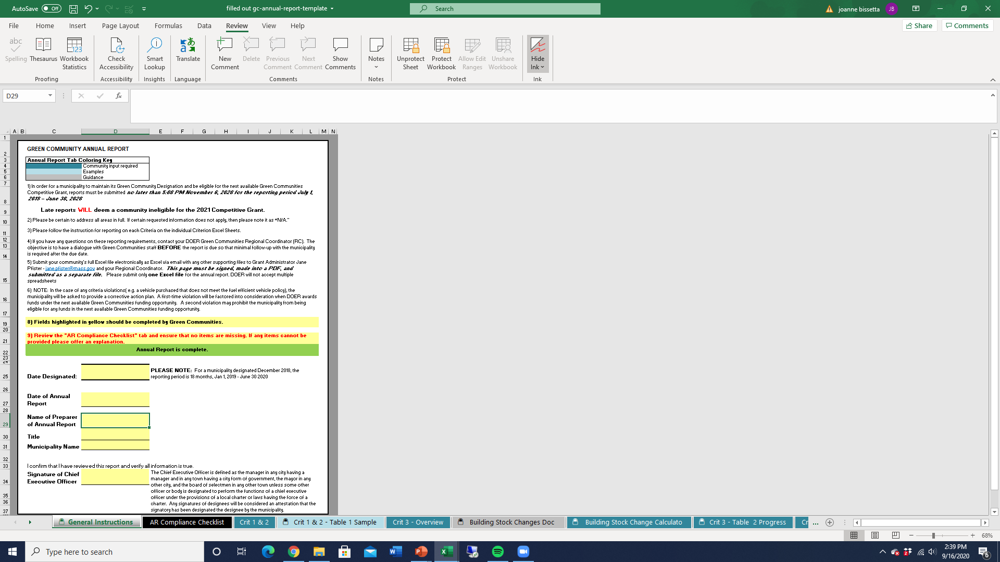 AutoSave Off filled out gc-annual-report-template Search joanne bissetta JB
File Home Insert Page Layout Formulas Data Review View Help Share Comments
Spelling Thesaurus Workbook Statistics Check Accessibility Smart Lookup Translate New Comment Delete Previous Comment Next Comment Show Comments Notes Unprotect Sheet Protect Workbook Allow Edit Ranges Unshare Workbook Hide Ink
Proofing Accessibility Insights Language Comments Notes Protect Ink
D29 fx
A B C D E F G H I J K L M N
GREEN COMMUNITY ANNUAL REPORT
Annual Report Tab Coloring Key
Community input required
Examples
Guidance
1) In order for a municipality to maintain its Green Community Designation and be eligible for the next available Green Communities
Competitive Grant, reports must be submitted no later than 5:00 PM November 6, 2020 for the reporting period July 1,
2019 – June 30, 2020
Late reports WILL deem a community ineligible for the 2021 Competitive Grant.
2) Please be certain to address all areas in full. If certain requested information does not apply, then please note it as “N/A.”
3) Please follow the instruction for reporting on each Criteria on the individual Criterion Excel Sheets.
4) If you have any questions on these reporting requirements, contact your DOER Green Communities Regional Coordinator (RC). The
objective is to have a dialogue with Green Communities staff BEFORE the report is due so that minimal follow-up with the municipality
is required after the due date.
5) Submit your community's full Excel file electronically as Excel via email with any other supporting files to Grant Administrator Jane
Pfister - jane.pfister@mass.gov and your Regional Coordinator. This page must be signed, made into a PDF, and
submitted as a separate file. Please submit only one Excel file for the annual report. DOER will not accept multiple
spreadsheets
6) NOTE: In the case of any criteria violations( e.g. a vehicle purchased that does not meet the fuel efficient vehicle policy), the
municipality will be asked to provide a corrective action plan. A first-time violation will be factored into consideration when DOER awards
funds under the next available Green Communities funding opportunity. A second violation may prohibit the municipality from being
eligible for any funds in the next available Green Communities funding opportunity.
8) Fields highlighted in yellow should be completed by Green Communities.
9) Review the "AR Compliance Checklist" tab and ensure that no items are missing. If any items cannot be
provided please offer an explanation.
Annual Report is complete.
Date Designated:
PLEASE NOTE: For a municipality designated December 2018, the
reporting period is 18 months, Jan 1, 2019 - June 30 2020
Date of Annual
Report
Name of Preparer
of Annual Report
Title
Municipality Name
I confirm that I have reviewed this report and verify all information is true.
Signature of Chief
Executive Officer
The Chief Executive Officer is defined as the manager in any city having a
manager and in any town having a city form of government, the mayor in any
other city, and the board of selectmen in any other town unless some other
officer or body is designated to perform the functions of a chief executive
officer under the provisions of a local charter or laws having the force of a
charter. Any signatures of designees will be considered an attestation that the
signatory has been designated the designee by the municipality.
General Instructions AR Compliance Checklist Crit 1 & 2 Crit 1 & 2 - Table 1 Sample Crit 3 - Overview Building Stock Changes Doc Building Stock Change Calculato Crit 3 - Table 2 Progress Cr ...
68%
Type here to search 2:39 PM
9/16/2020 6